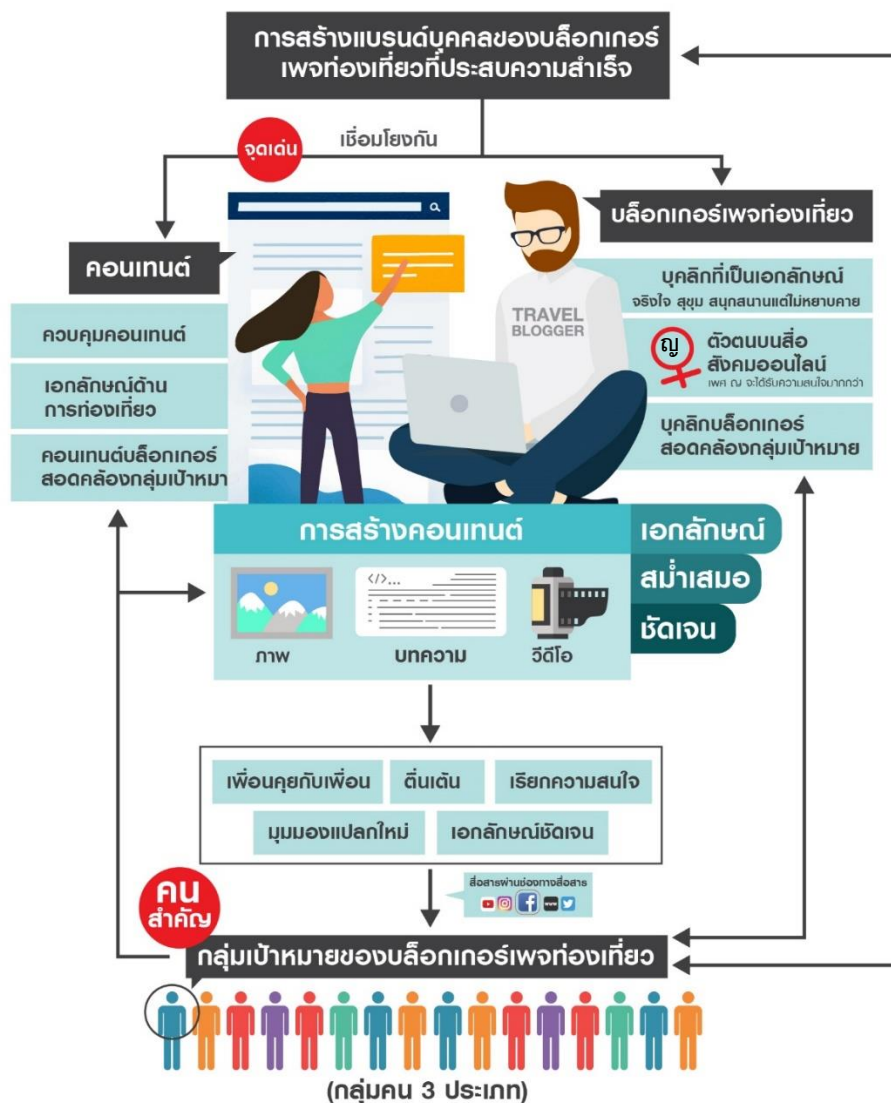 การสร้างแบรนด์บุคคลของบล็อกเกอร์
เพจท่องเที่ยวที่ประสบความสำเร็จ
จุดเด่น
เชื่อมโยงกัน
บล็อกเกอร์เพจท่องเที่ยว
คอนเทนต์
บุคลิกที่เป็นเอกลักษณ์
จริงใจ สุขุม สนุกสนานแต่ไม่หยาบคาย
TRAVEL
BLOGGER
ควบคุมคอนเทนต์
ญ
ตัวตนบนสื่อ
สังคมออนไลน์
เพศ ญ จะได้รับความสนใจมากกว่า
เอกลักษณ์ด้าน
การท่องเที่ยว
บุคลิกบล็อกเกอร์
สอดคล้องกลุ่มเป้าหมาย
คอนเทนต์บล็อกเกอร์
สอดคล้องกลุ่มเป้าหมา
การสร้างคอนเทนต์
เอกลักษณ์
สม่ำเสมอ
ชัดเจน
</>...
ภาพ
บทความ
วีดีโอ
เพื่อนคุยกับเพื่อน
ตื่นเต้น
เรียกความสนใจ
มุมมองแปลกใหม่
เอกลักษณ์ชัดเจน
สื่อสารผ่านช่องทางสื่อสาร
www
คน
สำคัญ
กลุ่มเป้าหมายของบล็อกเกอร์เพจท่องเที่ยว
(กลุ่มคน 3 ประเภท)